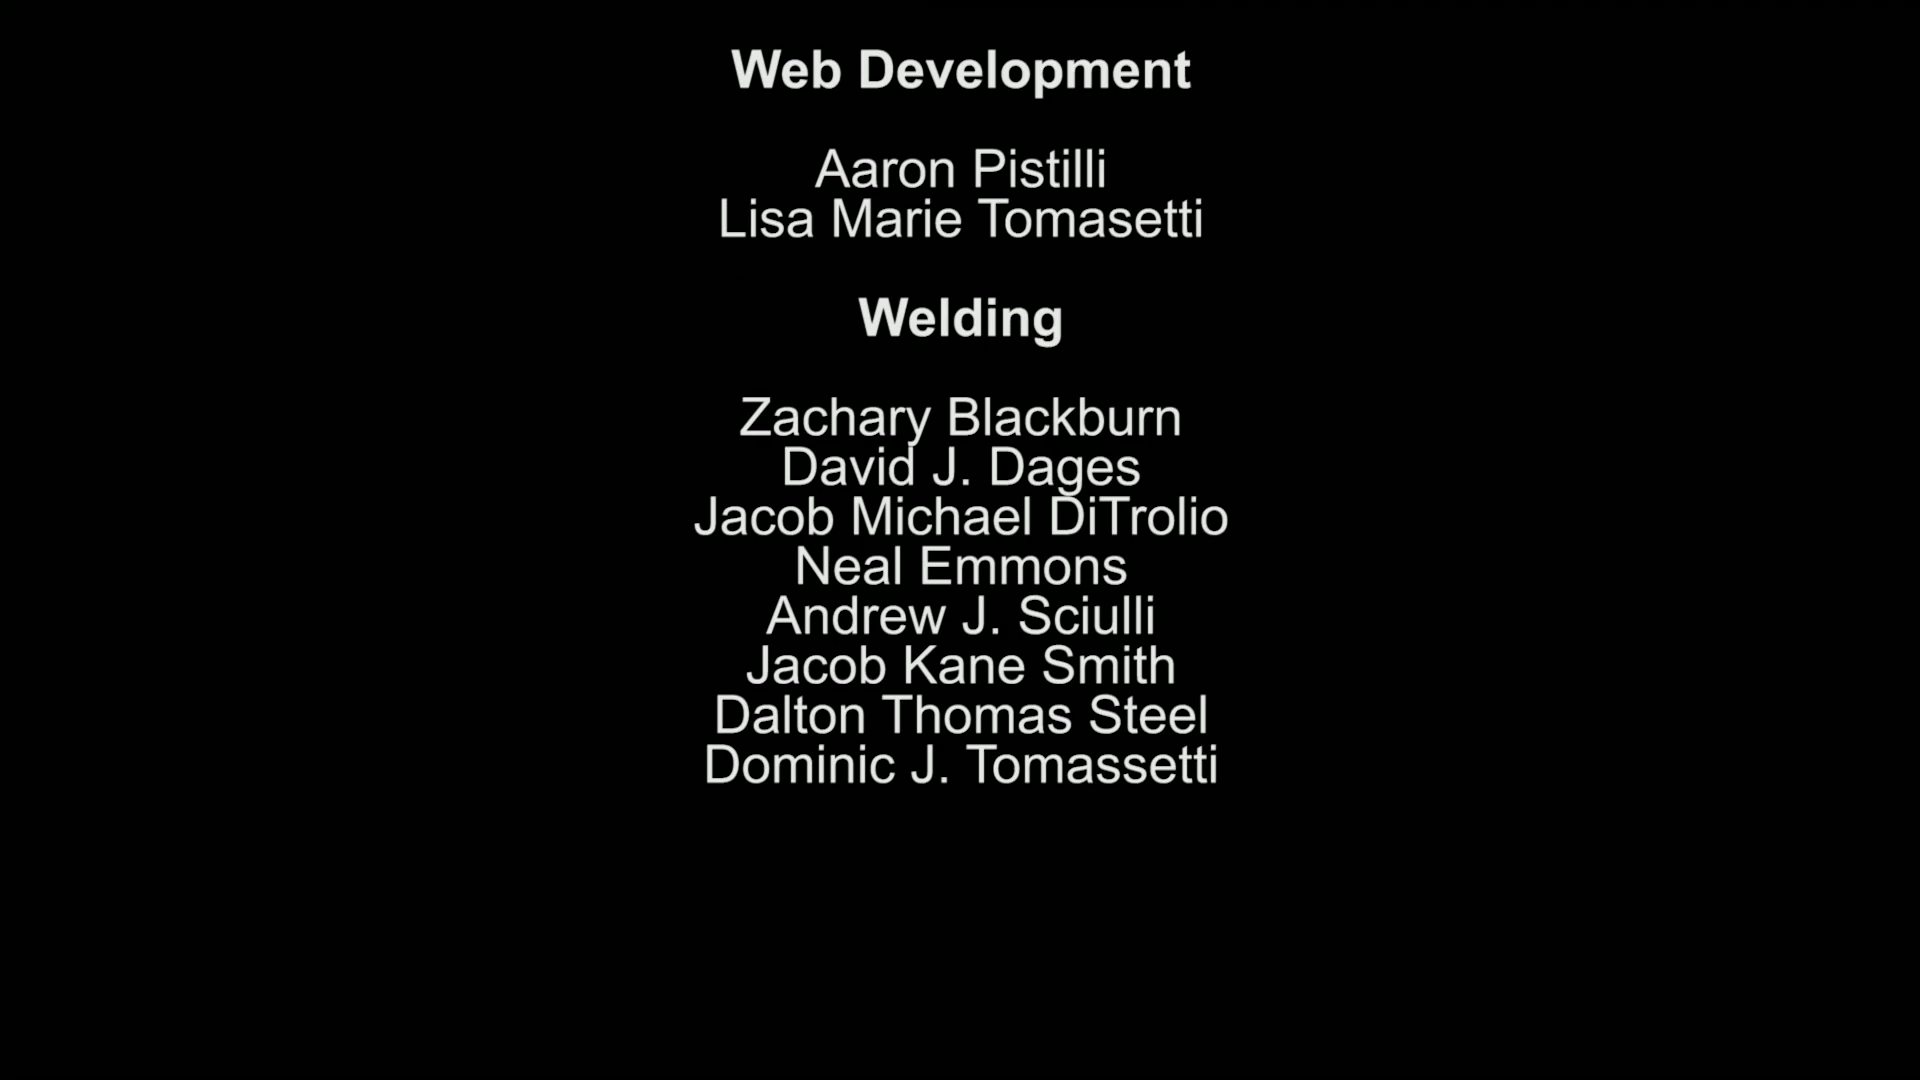 Web Development
Aaron Pistilli
Lisa Marie Tomasetti
Welding
Zachary Blackburn
David J. Dages
Jacob Michael DiTrolio
Neal Emmons
Andrew J. Sciulli
Jacob Kane Smith
Dalton Thomas Steel
Dominic J. Tomassetti